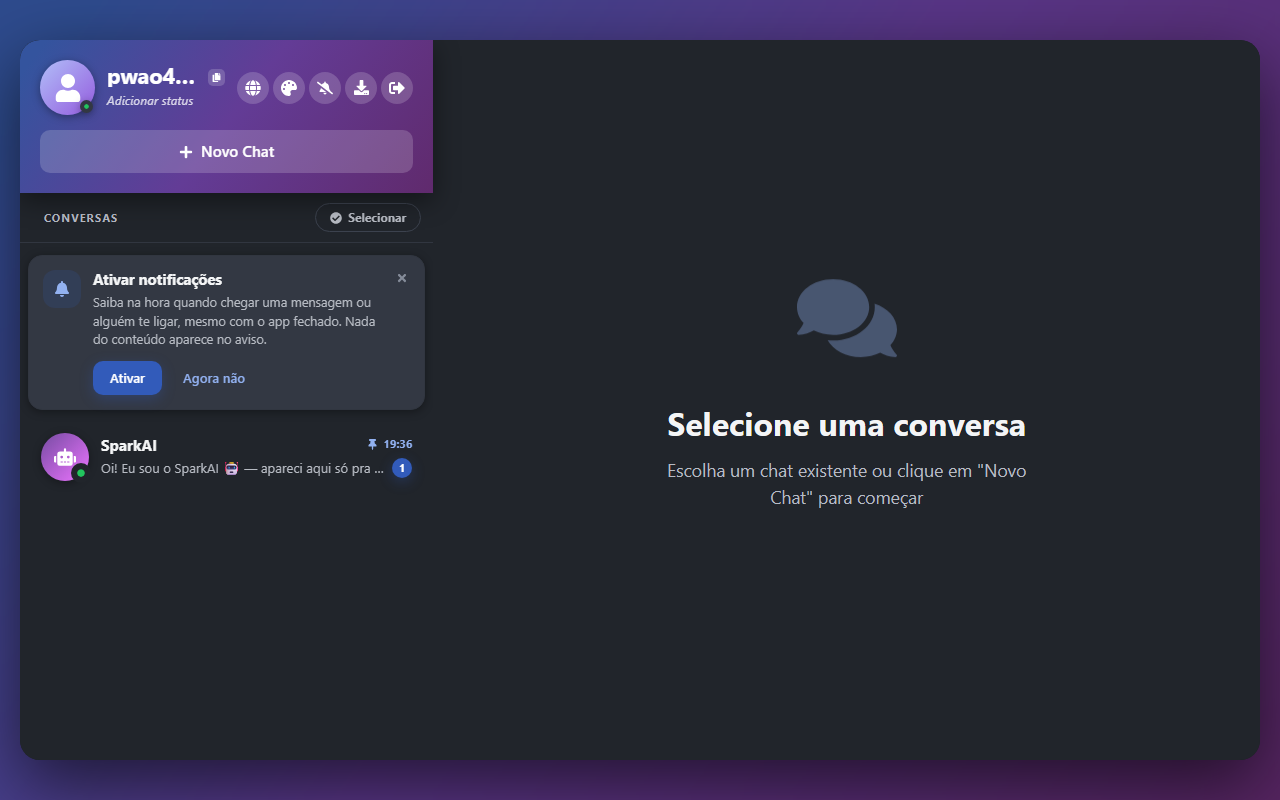 pwao4...
Adicionar status
Novo Chat
CONVERSAS
Selecionar
Ativar notificações
Saiba na hora quando chegar uma mensagem ou
alguém te ligar, mesmo com o app fechado. Nada
do conteúdo aparece no aviso.
Ativar
Agora não
SparkAI
19:36
Oi! Eu sou o SparkAI 🤖 — apareci aqui só pra ...
1
Selecione uma conversa
Escolha um chat existente ou clique em "Novo
Chat" para começar